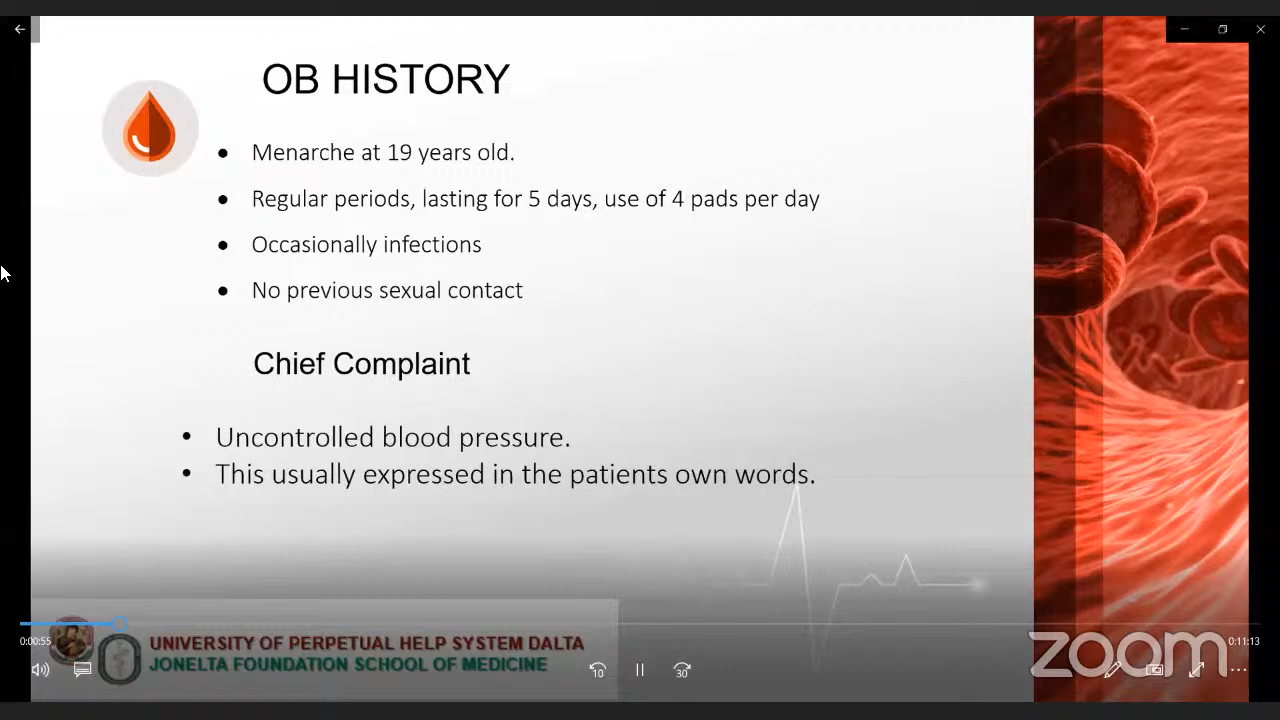 OB HISTORY
Menarche at 19 years old.
Regular periods, lasting for 5 days, use of 4 pads per day
Occasionally infections
No previous sexual contact
Chief Complaint
Uncontrolled blood pressure.
This usually expressed in the patients own words.
0:00:55
0:11:13
UNIVERSITY OF PERPETUAL HELP SYSTEM DALTA
JONELTA FOUNDATION SCHOOL OF MEDICINE
zoom
10
30